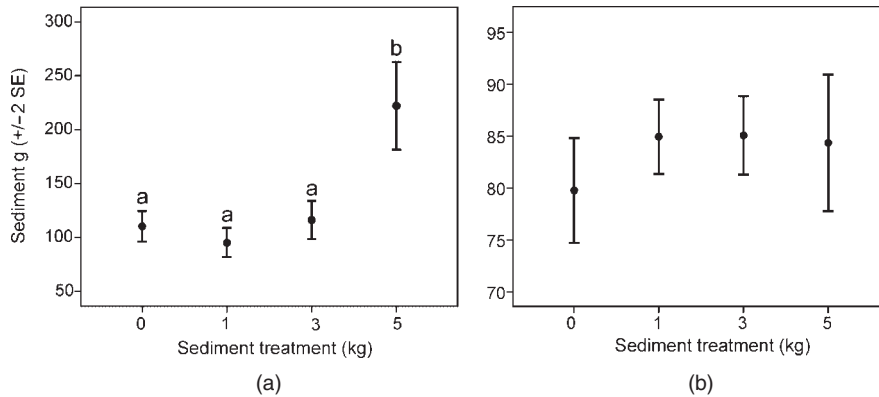 Sediment g (+/−2 SE)
300
250
200
150
100
50
a
a
a
b
0 1 3 5
Sediment treatment (kg)
(a)
95
90
85
80
75
70
0 1 3 5
Sediment treatment (kg)
(b)